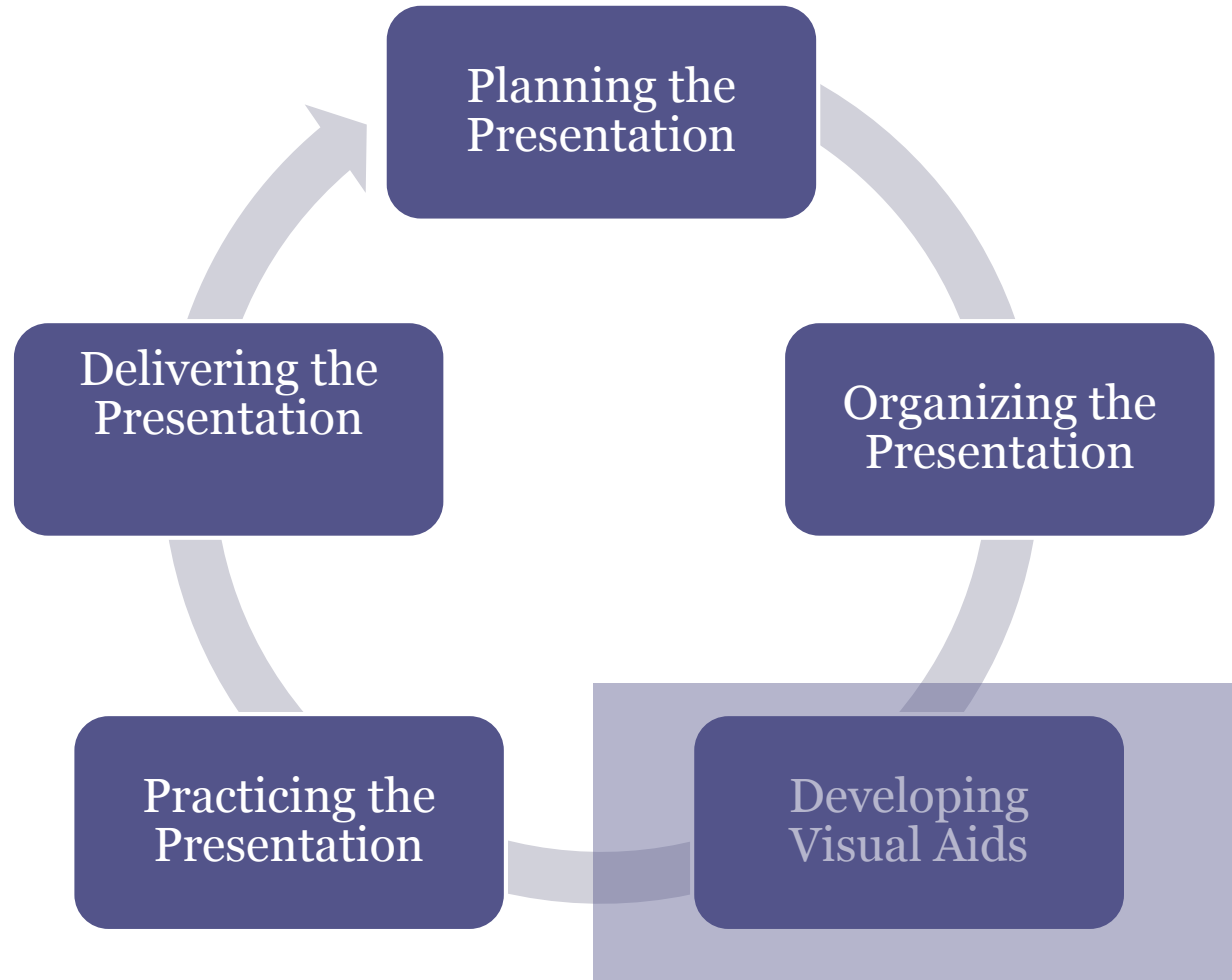 Planning the
Presentation
Organizing the
Presentation
Developing
Visual Aids
Practicing the
Presentation
Delivering the
Presentation